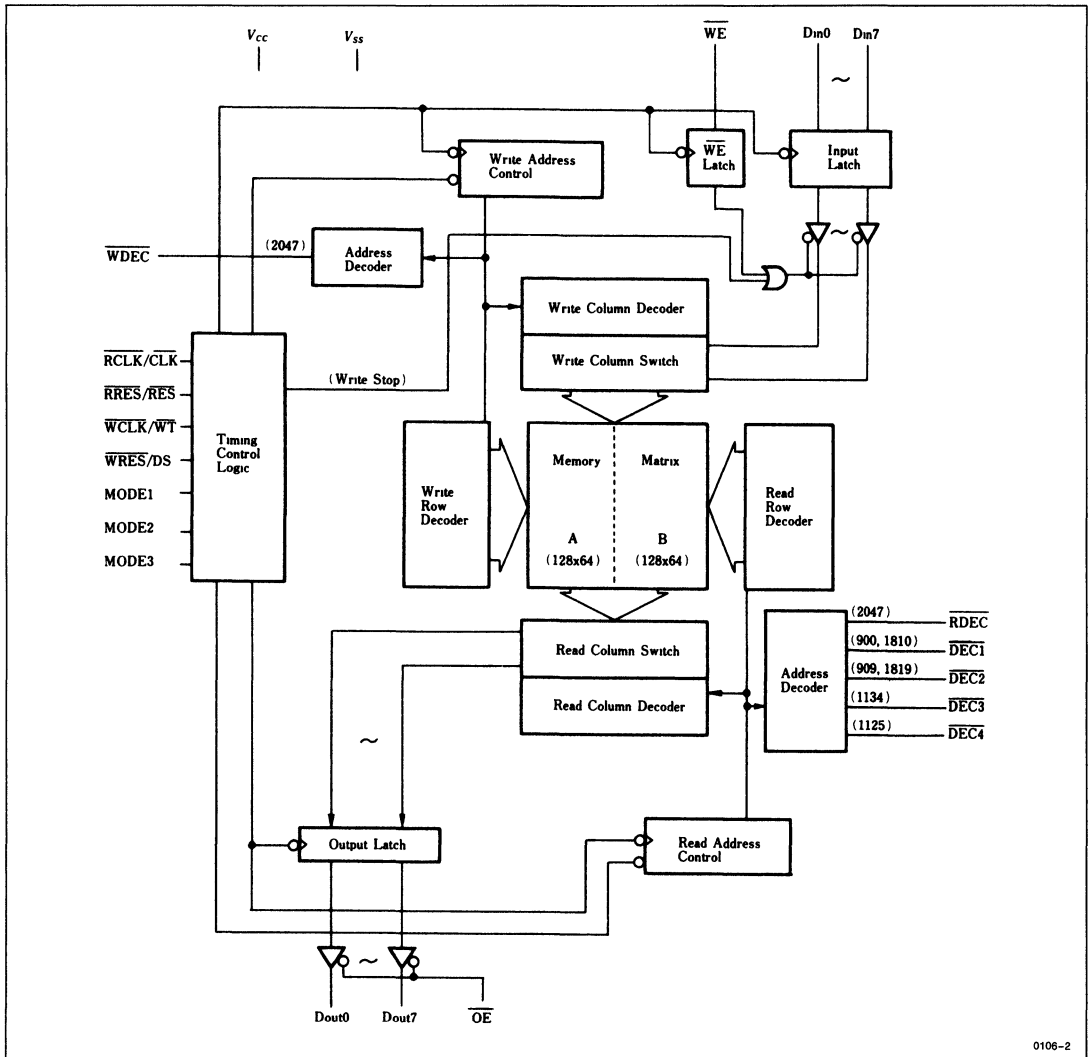 Vcc
Vss
WE
Din0
Din7
~
Write Address
Control
WE
Latch
Input
Latch
~
WDEC
(2047)
Address
Decoder
Write Column Decoder
Write Column Switch
RCLK/CLK
RRES/RES
WCLK/WT
WRES/DS
MODE1
MODE2
MODE3
Timing
Control
Logic
(Write Stop)
Write
Row
Decoder
Memory
Matrix
A
B
(128x64)
(128x64)
Read
Row
Decoder
Read Column Switch
Read Column Decoder
Address
Decoder
(2047)
RDEC
(900, 1810)
DEC1
(909, 1819)
DEC2
(1134)
DEC3
(1125)
DEC4
~
Output Latch
Read Address
Control
~
Dout0
Dout7
OE
0106-2